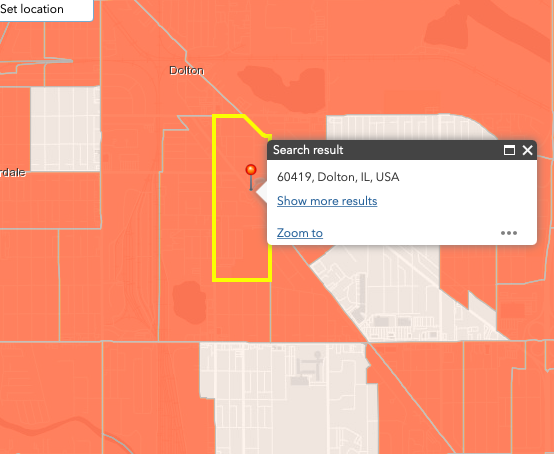 Set location
Dolton
Search result
rdale
60419, Dolton, IL, USA
Show more results
Zoom to